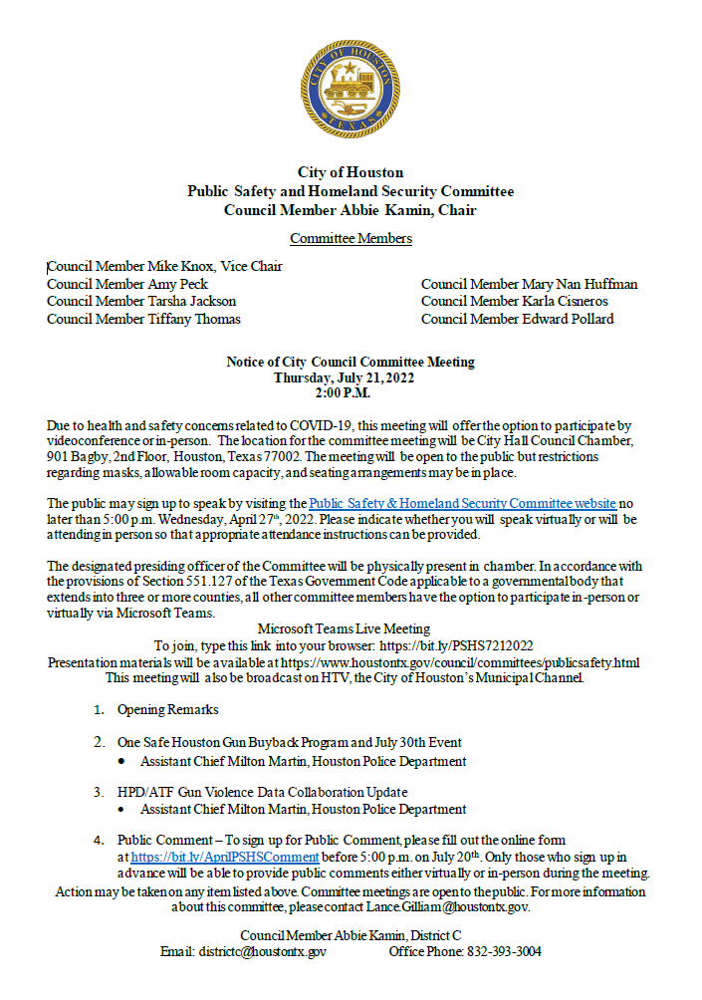 CITY OF HOUSTON
TEXAS
City of Houston
Public Safety and Homeland Security Committee
Council Member Abbie Kamin, Chair
Committee Members
Council Member Mike Knox, Vice Chair
Council Member Amy Peck Council Member Mary Nan Huffman
Council Member Tarsha Jackson Council Member Karla Cisneros
Council Member Tiffany Thomas Council Member Edward Pollard
Notice of City Council Committee Meeting
Thursday, July 21, 2022
2:00 P.M.
Due to health and safety concerns related to COVID-19, this meeting will offer the option to participate by
videoconference or in-person. The location for the committee meeting will be City Hall Council Chamber,
901 Bagby, 2nd Floor, Houston, Texas 77002. The meeting will be open to the public but restrictions
regarding masks, allowable room capacity, and seating arrangements may be in place.
The public may sign up to speak by visiting the Public Safety & Homeland Security Committee website no
later than 5:00 p.m. Wednesday, April 27th, 2022. Please indicate whether you will speak virtually or will be
attending in person so that appropriate attendance instructions can be provided.
The designated presiding officer of the Committee will be physically present in chamber. In accordance with
the provisions of Section 551.127 of the Texas Government Code applicable to a governmental body that
extends into three or more counties, all other committee members have the option to participate in-person or
virtually via Microsoft Teams.
Microsoft Teams Live Meeting
To join, type this link into your browser: https://bit.ly/PSHS7212022
Presentation materials will be available at https://www.houstontx.gov/council/committees/publicsafety.html
This meeting will also be broadcast on HTV, the City of Houston's Municipal Channel.
1. Opening Remarks
2. One Safe Houston Gun Buyback Program and July 30th Event
• Assistant Chief Milton Martin, Houston Police Department
3. HPD/ATF Gun Violence Data Collaboration Update
• Assistant Chief Milton Martin, Houston Police Department
4. Public Comment – To sign up for Public Comment, please fill out the online form
at https://bit.ly/AprilPSHSComment before 5:00 p.m. on July 20th. Only those who sign up in
advance will be able to provide public comments either virtually or in-person during the meeting.
Action may be taken on any item listed above. Committee meetings are open to the public. For more information
about this committee, please contact Lance.Gilliam@houstontx.gov.
Council Member Abbie Kamin, District C
Email: districtc@houstontx.gov Office Phone: 832-393-3004